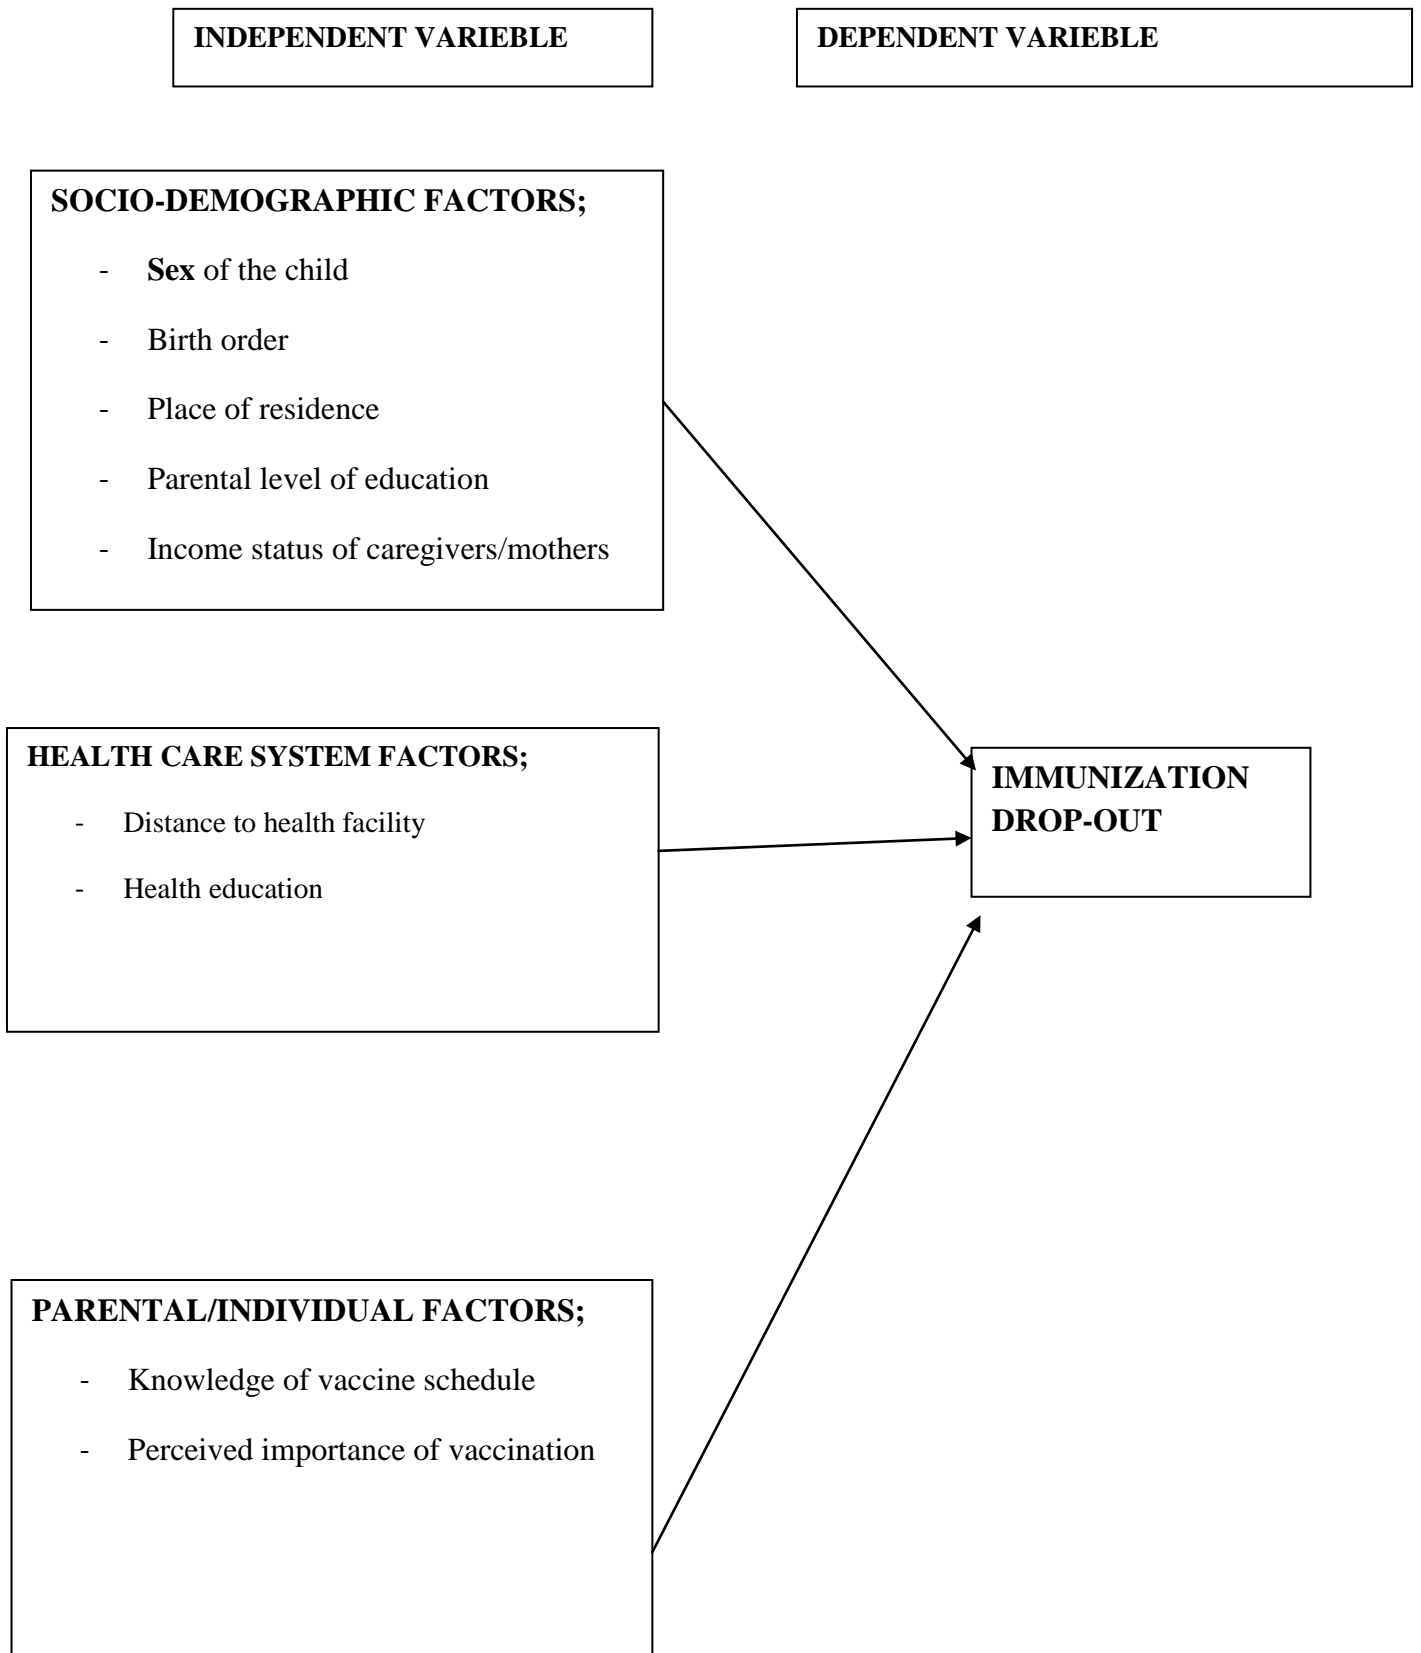 INDEPENDENT VARIEBLE
DEPENDENT VARIEBLE
SOCIO-DEMOGRAPHIC FACTORS;
- Sex of the child
- Birth order
- Place of residence
- Parental level of education
- Income status of caregivers/mothers
HEALTH CARE SYSTEM FACTORS;
- Distance to health facility
- Health education
IMMUNIZATION
DROP-OUT
PARENTAL/INDIVIDUAL FACTORS;
- Knowledge of vaccine schedule
- Perceived importance of vaccination